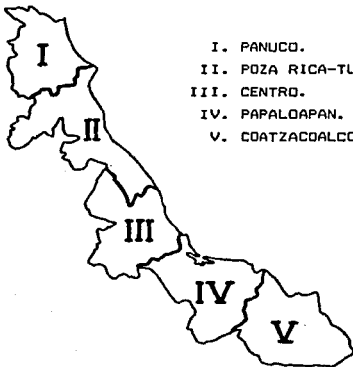 I
I. PANUCO.
II. POZA RICA-TU
III. CENTRO.
IV. PAPALOAPAN.
V. COATZACOALCO
II
III
IV
V